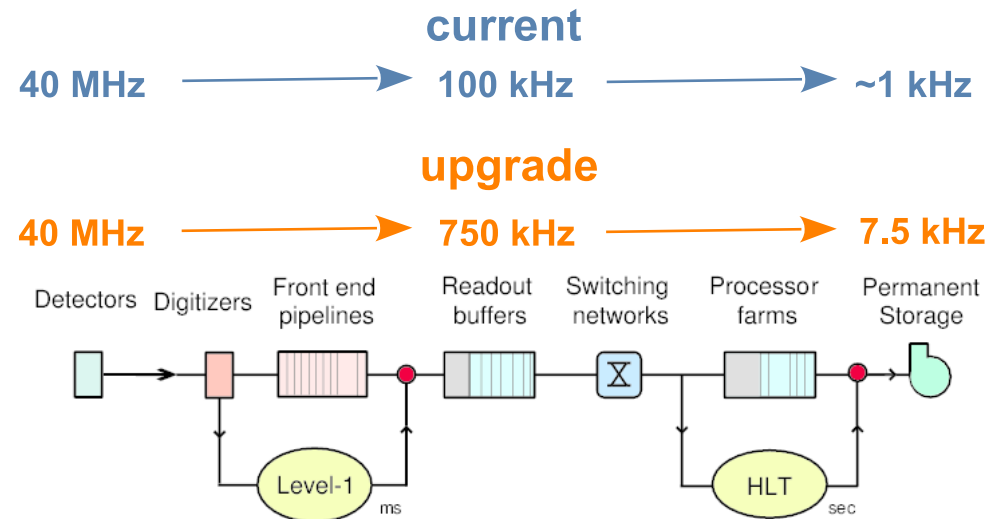 current
40 MHz 100 kHz ~1 kHz
upgrade
40 MHz 750 kHz 7.5 kHz
Detectors
Digitizers
Front end
pipelines
Readout
buffers
Switching
networks
Processor
farms
Permanent
Storage
Level-1
ms
HLT
sec